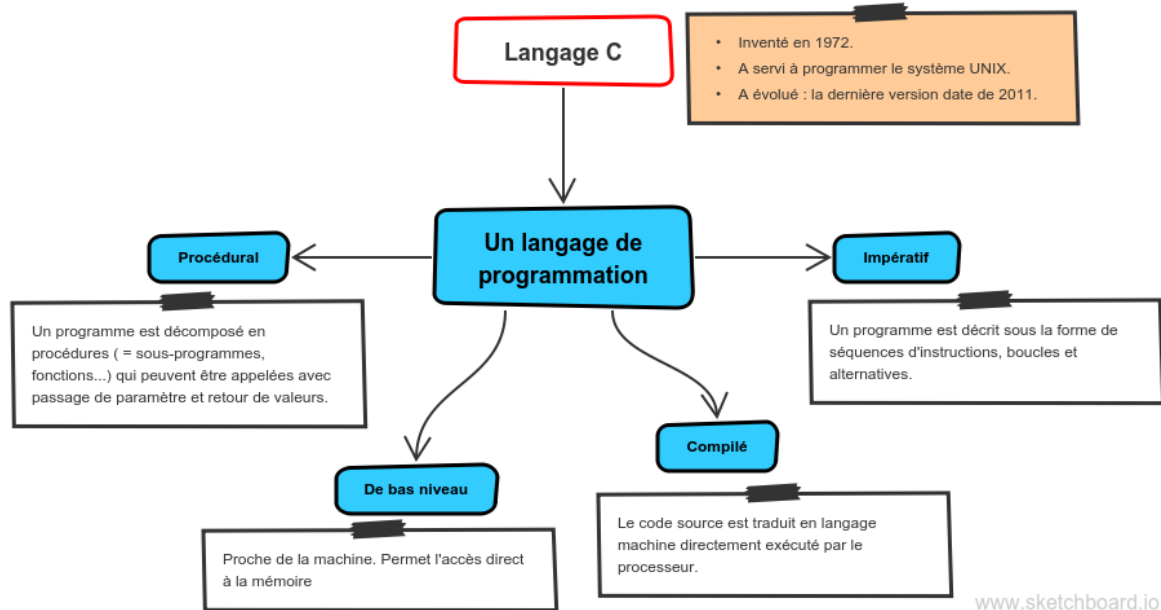 Langage C
• Inventé en 1972.
• A servi à programmer le système UNIX.
• A évolué : la dernière version date de 2011.
Un langage de
programmation
Procédural
Impératif
Un programme est décomposé en
procédures ( = sous-programmes,
fonctions...) qui peuvent être appelées avec
passage de paramètre et retour de valeurs.
Un programme est décrit sous la forme de
séquences d'instructions, boucles et
alternatives.
De bas niveau
Compilé
Proche de la machine. Permet l'accès direct
à la mémoire
Le code source est traduit en langage
machine directement exécuté par le
processeur.
www.sketchboard.io